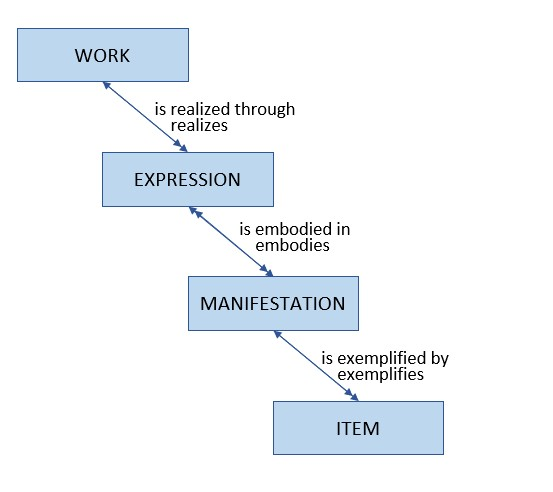 WORK
is realized through
realizes
EXPRESSION
is embodied in
embodies
MANIFESTATION
is exemplified by
exemplifies
ITEM